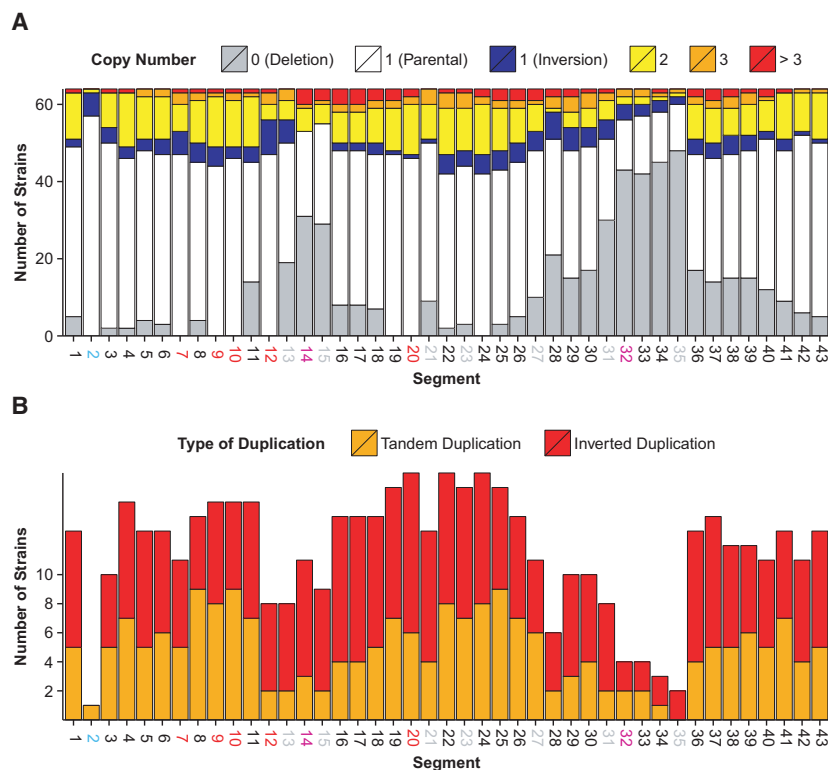 A
Copy Number 0 (Deletion) 1 (Parental) 1 (Inversion) 2 3 > 3
Number of Strains
60
40
20
0
1 2 3 4 5 6 7 8 9 10 11 12 13 14 15 16 17 18 19 20 21 22 23 24 25 26 27 28 29 30 31 32 33 34 35 36 37 38 39 40 41 42 43
Segment
B
Type of Duplication Tandem Duplication Inverted Duplication
Number of Strains
10
8
6
4
2
1 2 3 4 5 6 7 8 9 10 11 12 13 14 15 16 17 18 19 20 21 22 23 24 25 26 27 28 29 30 31 32 33 34 35 36 37 38 39 40 41 42 43
Segment